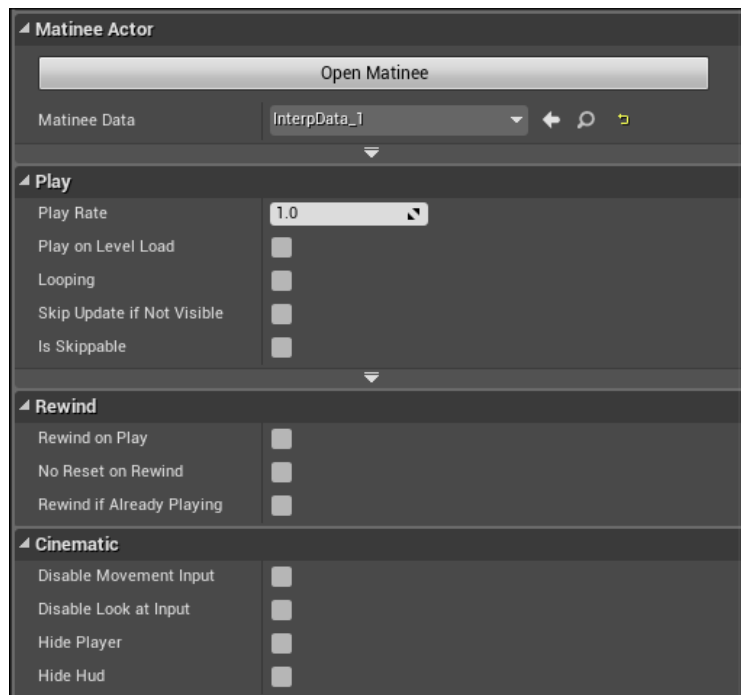 Matinee Actor
Open Matinee
Matinee Data InterpData_1
Play
Play Rate 1.0
Play on Level Load
Looping
Skip Update if Not Visible
Is Skippable
Rewind
Rewind on Play
No Reset on Rewind
Rewind if Already Playing
Cinematic
Disable Movement Input
Disable Look at Input
Hide Player
Hide Hud